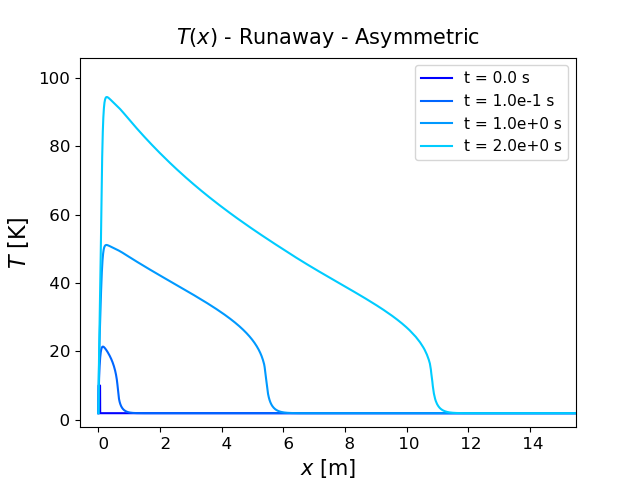 T(x) - Runaway - Asymmetric
t = 0.0 s
t = 1.0e-1 s
t = 1.0e+0 s
t = 2.0e+0 s
100
80
60
40
20
0
T [K]
0 2 4 6 8 10 12 14
x [m]